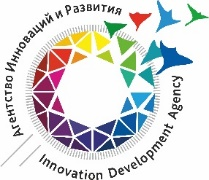 Агентство Инноваций и Развития
Innovation Development Agency